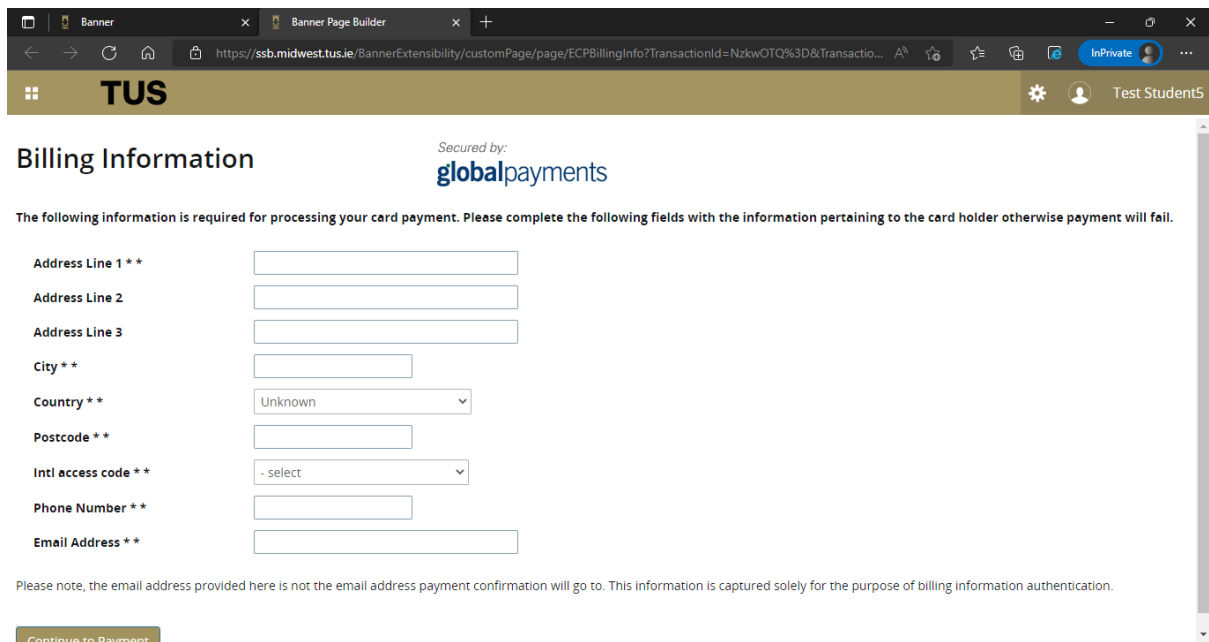 Banner
Banner Page Builder
https://ssb.midwest.tus.ie/BannerExtensibility/customPage/page/ECPBillingInfo?TransactionId=NzkwOTQ%3D&Transactio...
InPrivate
TUS
Test Student5
Billing Information
Secured by:
globalpayments
The following information is required for processing your card payment. Please complete the following fields with the information pertaining to the card holder otherwise payment will fail.
Address Line 1 * *
Address Line 2
Address Line 3
City * *
Country * * Unknown
Postcode * *
Intl access code * * - select
Phone Number * *
Email Address * *
Please note, the email address provided here is not the email address payment confirmation will go to. This information is captured solely for the purpose of billing information authentication.
Continue to Payment